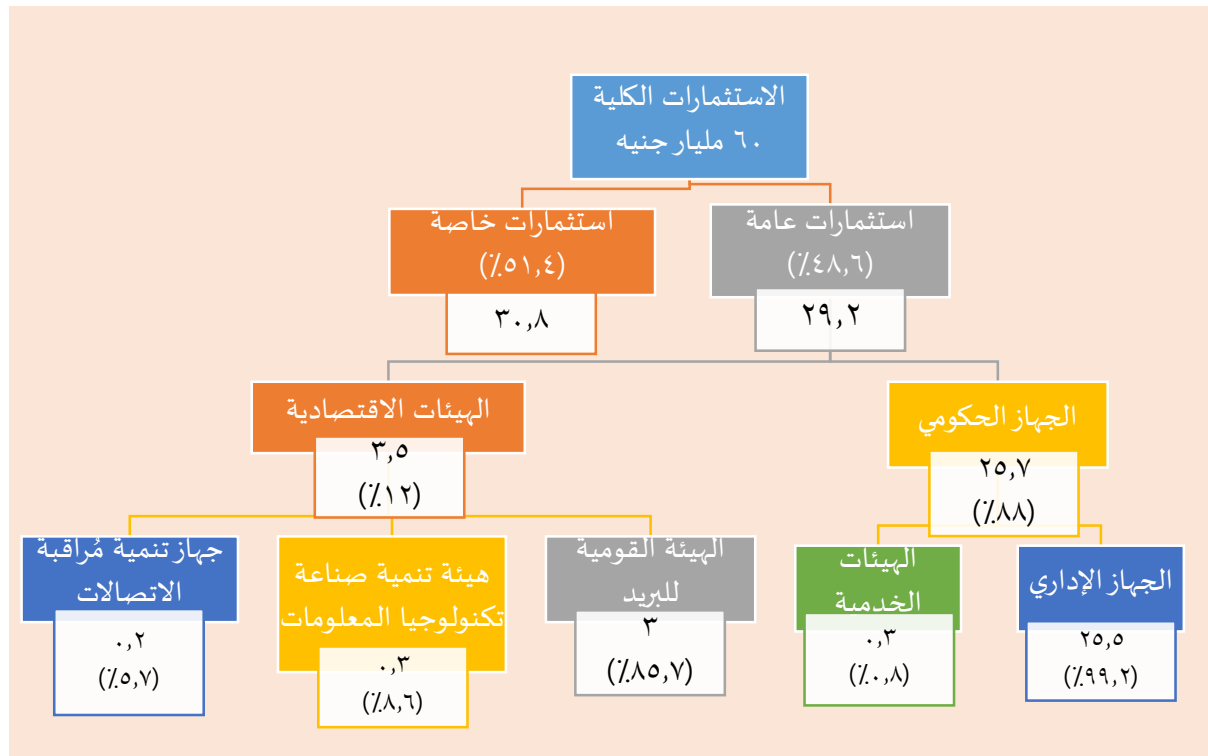 الاستثمارات الكلية
٦٠ مليار جنيه
استثمارات عامة
(٤٨,٦٪)
٢٩,٢
استثمارات خاصة
(٥١,٤٪)
٣٠,٨
الجهاز الحكومي
٢٥,٧
(٨٨٪)
الهيئات الاقتصادية
٣,٥
(١٢٪)
الجهاز الإداري
٢٥,٥
(٩٩,٢٪)
الهيئات
الخدمية
٠,٣
(٠,٨٪)
الهيئة القومية
للبريد
٣
(٨٥,٧٪)
هيئة تنمية صناعة
تكنولوجيا المعلومات
٠,٣
(٨,٦٪)
جهاز تنمية مُراقبة
الاتصالات
٠,٢
(٥,٧٪)